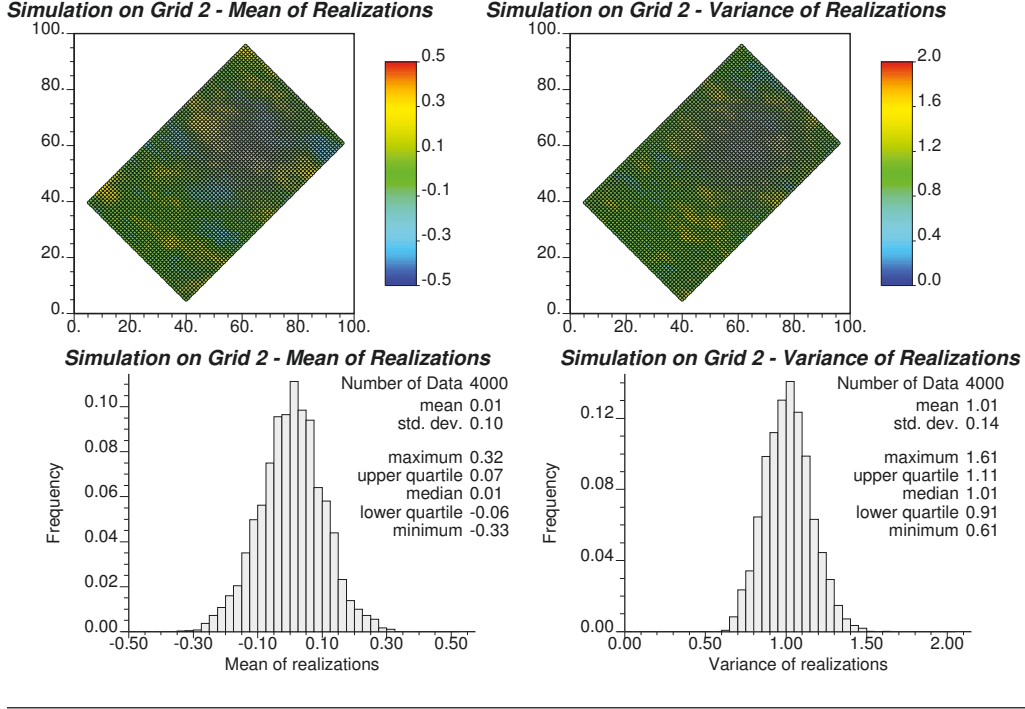 Simulation on Grid 2 - Mean of Realizations
100.
80.
60.
40.
20.
0.
0. 20. 40. 60. 80. 100.
0.5
0.3
0.1
-0.1
-0.3
-0.5
Simulation on Grid 2 - Variance of Realizations
100.
80.
60.
40.
20.
0.
0. 20. 40. 60. 80. 100.
2.0
1.6
1.2
0.8
0.4
0.0
Simulation on Grid 2 - Mean of Realizations
Frequency
0.10
0.08
0.06
0.04
0.02
0.00
-0.50 -0.30 -0.10 0.10 0.30 0.50
Mean of realizations
Number of Data 4000
mean 0.01
std. dev. 0.10
maximum 0.32
upper quartile 0.07
median 0.01
lower quartile -0.06
minimum -0.33
Simulation on Grid 2 - Variance of Realizations
Frequency
0.12
0.08
0.04
0.00
0.00 0.50 1.00 1.50 2.00
Variance of realizations
Number of Data 4000
mean 1.01
std. dev. 0.14
maximum 1.61
upper quartile 1.11
median 1.01
lower quartile 0.91
minimum 0.61